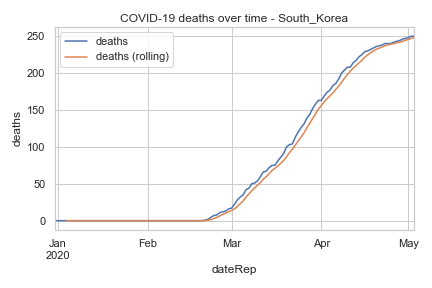 COVID-19 deaths over time - South_Korea
deaths
deaths (rolling)
250
200
150
100
50
0
deaths
Jan Feb Mar Apr May
2020
dateRep